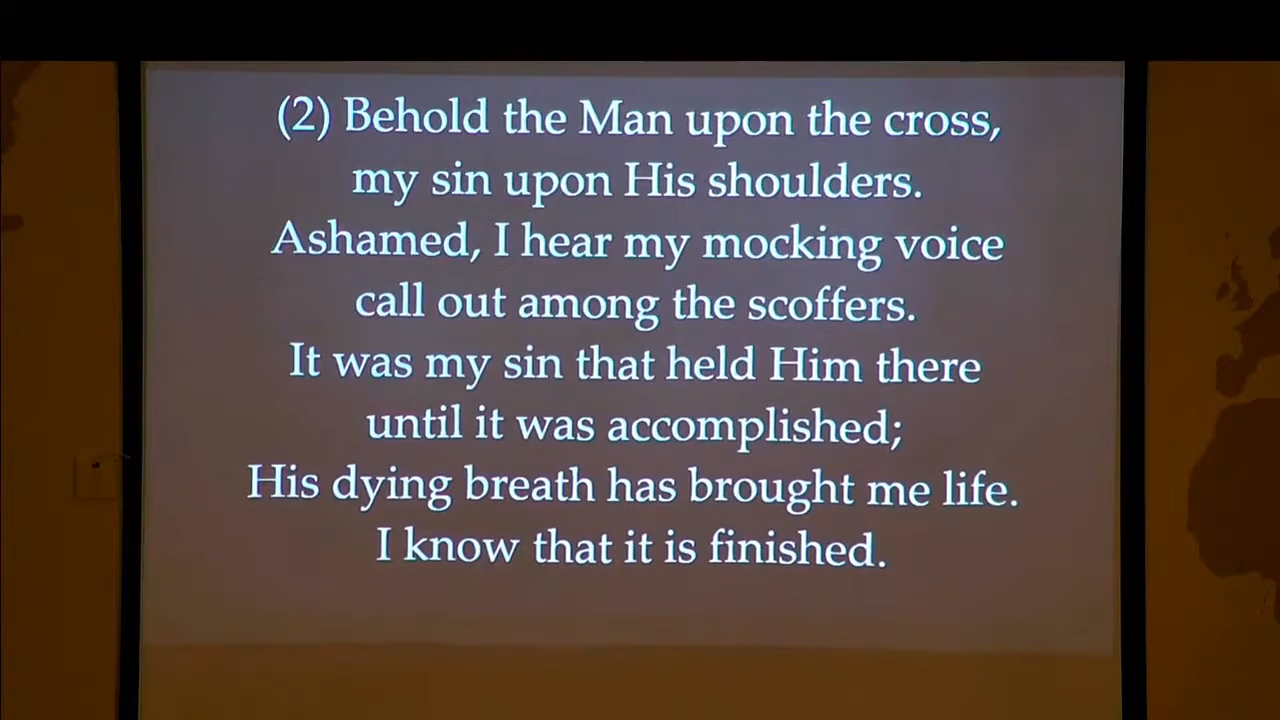 (2) Behold the Man upon the cross,
my sin upon His shoulders.
Ashamed, I hear my mocking voice
call out among the scoffers.
It was my sin that held Him there
until it was accomplished;
His dying breath has brought me life.
I know that it is finished.